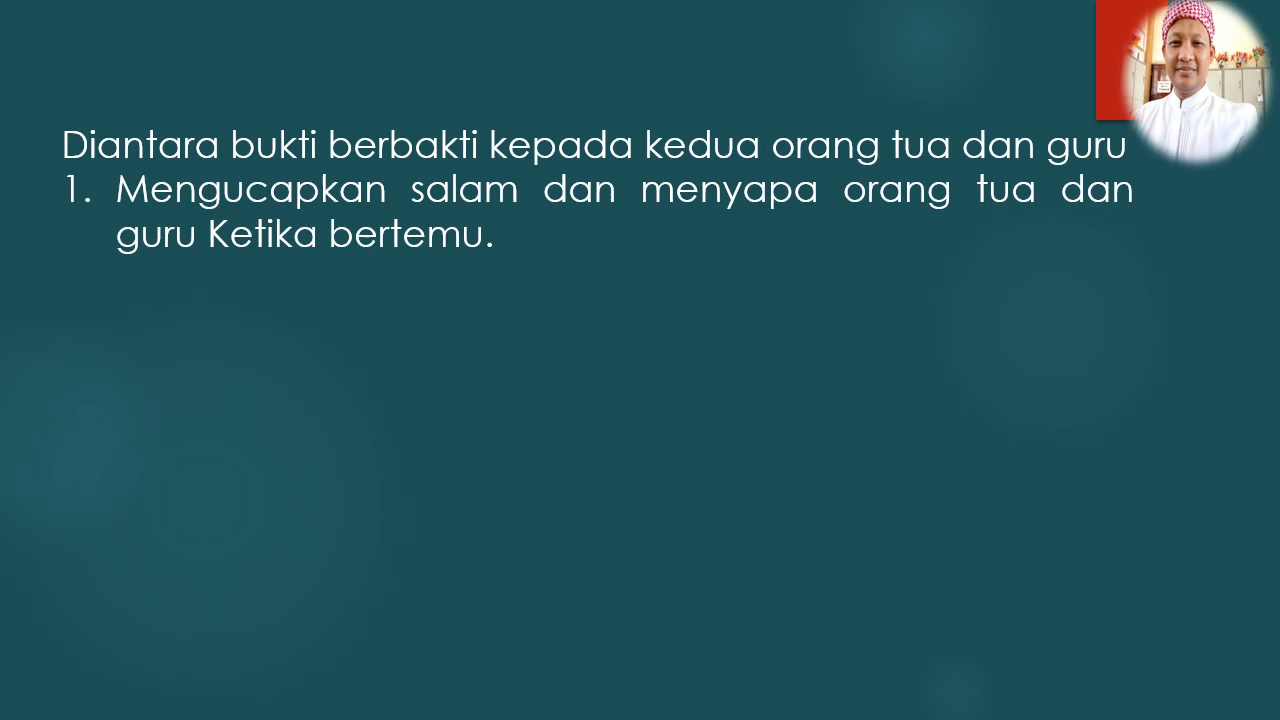 Diantara bukti berbakti kepada kedua orang tua dan guru
1. Mengucapkan salam dan menyapa orang tua dan
guru Ketika bertemu.